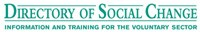 DIRECTORY OF SOCIAL CHANGE
INFORMATION AND TRAINING FOR THE VOLUNTARY SECTOR